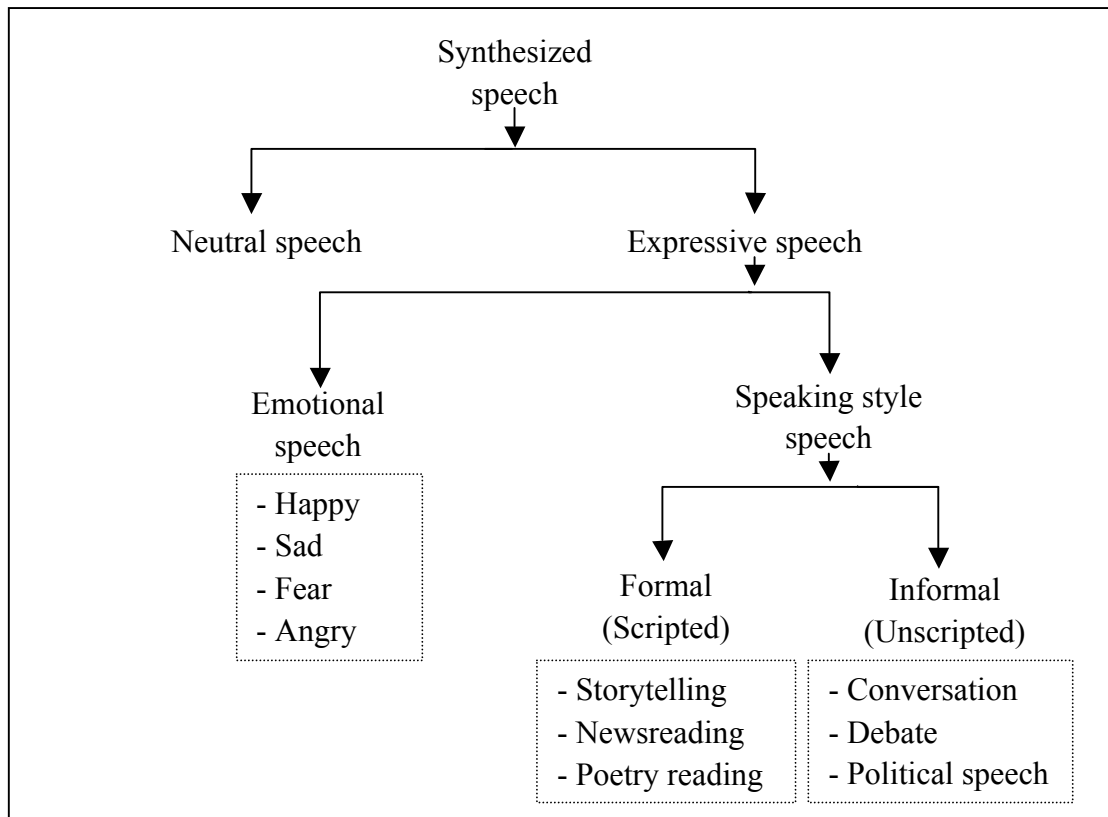 Synthesized
speech
Neutral speech
Expressive speech
Emotional
speech
- Happy
- Sad
- Fear
- Angry
Speaking style
speech
Formal
(Scripted)
- Storytelling
- Newsreading
- Poetry reading
Informal
(Unscripted)
- Conversation
- Debate
- Political speech